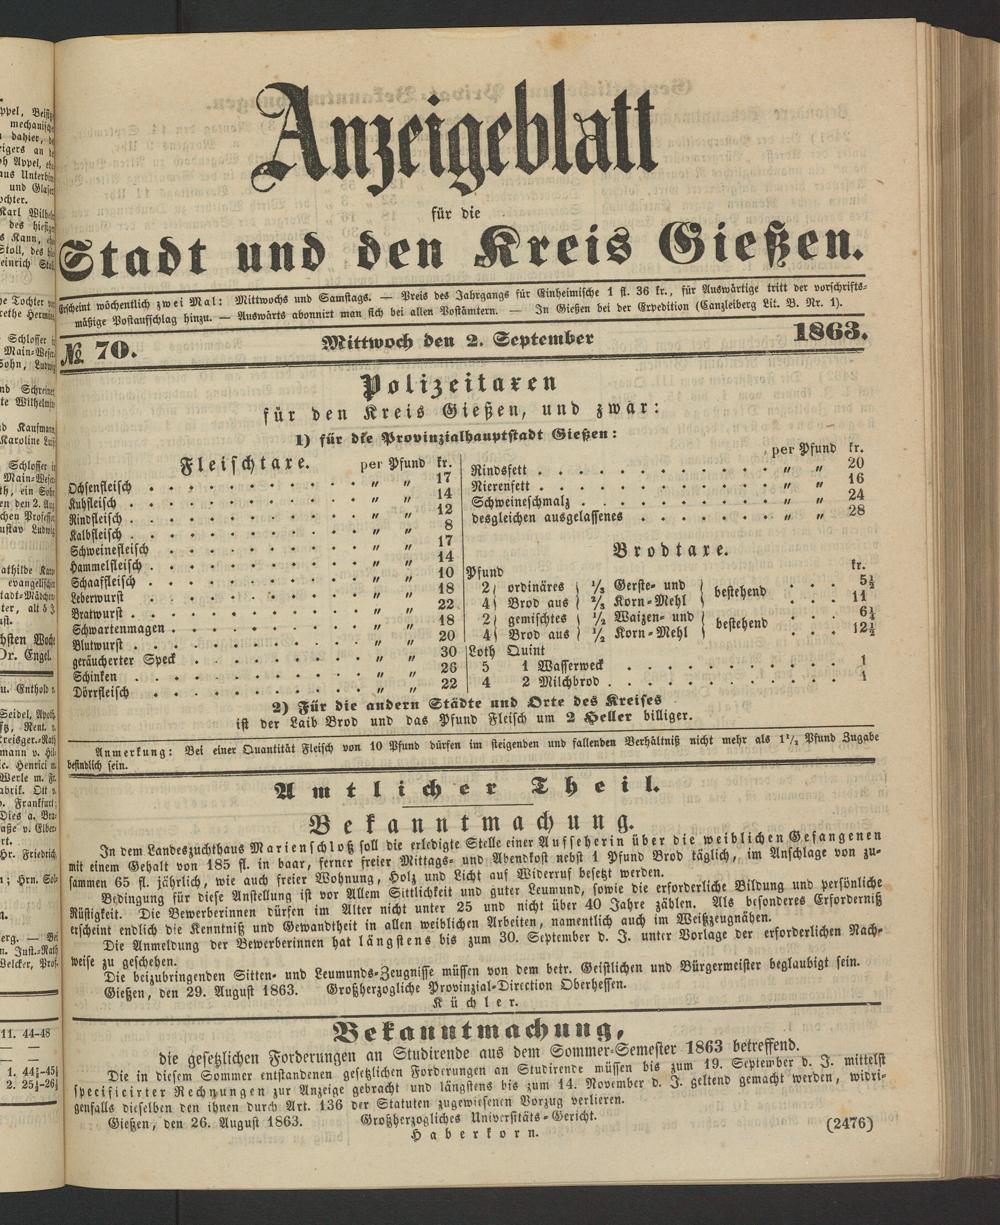 Anzeigeblatt
für die
Stadt und den Kreis Gießen.
Erscheint wöchentlich zwei Mal: Mittwochs und Samstags. — Preis des Jahrgangs für Einheimische 1 fl. 36 kr., für Auswärtige tritt der vorschrifts-
mäßige Postaufschlag hinzu. — Auswärts abonnirt man sich bei allen Postämtern. — In Gießen bei der Expedition (Canzleiberg Lit. B. Nr. 1).
№ 70. Mittwoch den 2. September 1863.
Polizeitaxen
für den Kreis Gießen, und zwar:
1) für die Provinzialhauptstadt Gießen:
Fleischtaxe. per Pfund kr.
Ochsenfleisch . . . „ „ 17
Kuhfleisch . . . „ „ 14
Rindfleisch . . . „ „ 12
Kalbfleisch . . . „ „ 8
Schweinefleisch . . . „ „ 17
Hammelfleisch . . . „ „ 14
Schaaffleisch . . . „ „ 10
Leberwurst . . . „ „ 18
Bratwurst . . . „ „ 22
Schwartenmagen . . . „ „ 18
Blutwurst . . . „ „ 20
geräucherter Speck . . . „ „ 30
Schinken . . . „ „ 26
Dörrfleisch . . . „ „ 22
per Pfund kr.
Rindsfett . . . „ „ 20
Nierenfett . . . „ „ 16
Schweineschmalz . . . „ „ 24
desgleichen ausgelassenes . . . „ „ 28
Brodtaxe.
Pfund kr.
2) ordinäres { 1/3 Gerste- und } bestehend . . . 5½
4) Brod aus { 2/3 Korn-Mehl } . . . 11
2) gemischtes { 1/2 Waizen- und } bestehend . . . 6¼
4) Brod aus { 1/2 Korn-Mehl } . . . 12½
Loth Quint
5 1 Wasserweck . . . 1
4 2 Milchbrod . . . 1
2) Für die andern Städte und Orte des Kreises
ist der Laib Brod und das Pfund Fleisch um 2 Heller billiger.
Anmerkung: Bei einer Quantität Fleisch von 10 Pfund dürfen im steigenden und fallenden Verhältniß nicht mehr als 1½ Pfund Zugabe
befindlich sein.
Amtlicher Theil.
Bekanntmachung.
In dem Landeszuchthaus Marienschloß soll die erledigte Stelle einer Aufseherin über die weiblichen Gefangenen
mit einem Gehalt von 185 fl. in baar, ferner freier Mittags- und Abendkost nebst 1 Pfund Brod täglich, im Anschlage von zu-
sammen 65 fl. jährlich, wie auch freier Wohnung, Holz und Licht auf Widerruf besetzt werden.
Bedingung für diese Anstellung ist vor Allem Sittlichkeit und guter Leumund, sowie die erforderliche Bildung und persönliche
Rüstigkeit. Die Bewerberinnen dürfen im Alter nicht unter 25 und nicht über 40 Jahre zählen. Als besonderes Erforderniß
erscheint endlich die Kenntniß und Gewandtheit in allen weiblichen Arbeiten, namentlich auch im Weißzeugnähen.
Die Anmeldung der Bewerberinnen hat längstens bis zum 30. September d. J. unter Vorlage der erforderlichen Nach-
weise zu geschehen.
Die beizubringenden Sitten- und Leumunds-Zeugnisse müssen von dem betr. Geistlichen und Bürgermeister beglaubigt sein.
Gießen, den 29. August 1863. Großherzogliche Provinzial-Direction Oberhessen.
Küchler.
Bekanntmachung,
die gesetzlichen Forderungen an Studirende aus dem Sommer-Semester 1863 betreffend.
Die in diesem Sommer entstandenen gesetzlichen Forderungen an Studirende müssen bis zum 19. September d. J. mittelst
specificirter Rechnungen zur Anzeige gebracht und längstens bis zum 14. November d. J. geltend gemacht werden, widri-
genfalls dieselben den ihnen durch Art. 136 der Statuten zugewiesenen Vorzug verlieren.
Gießen, den 26. August 1863. Großherzogliches Universitäts-Gericht.
Haberkorn. (2476)